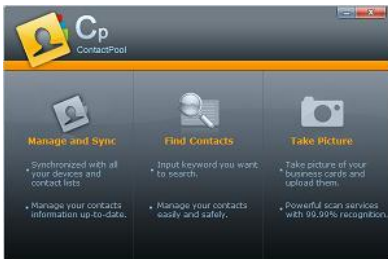 Cp
ContactPool
Manage and Sync
Synchronized with all
your devices and
contact lists
Manage your contacts
information up-to-date.
Find Contacts
Input keyword you want
to search.
Manage your contacts
easily and safely.
Take Picture
Take picture of your
business cards and
upload them.
Powerful scan services
with 99.99% recognition.